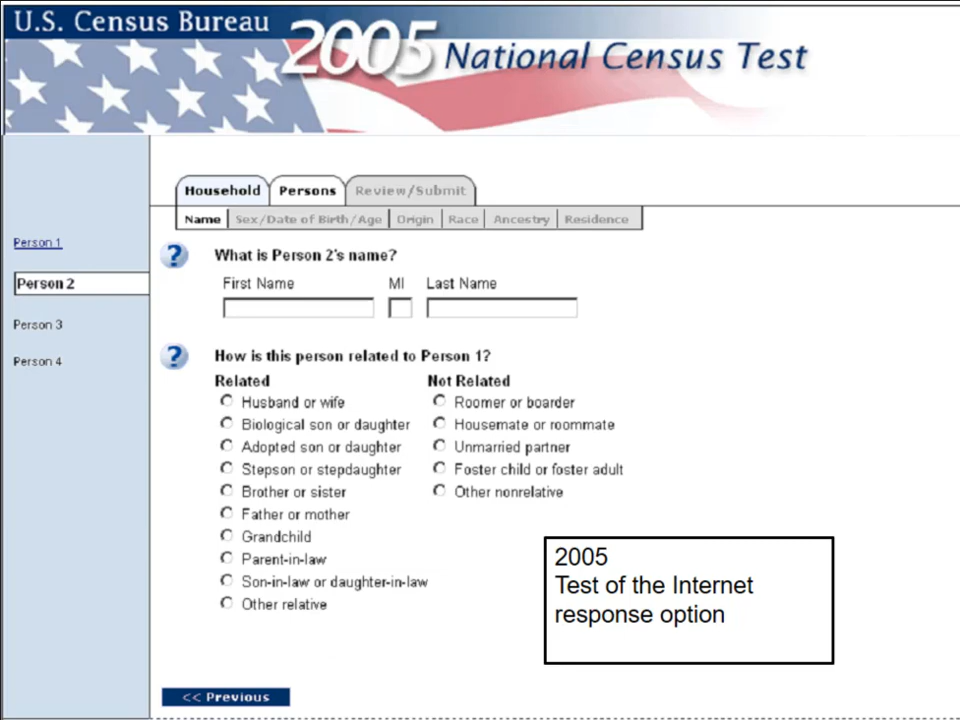 U.S. Census Bureau
2005 National Census Test
Household Persons Review/Submit
Name Sex/Date of Birth/Age Origin Race Ancestry Residence
Person 1
Person 2
Person 3
Person 4
? What is Person 2's name?
First Name MI Last Name
? How is this person related to Person 1?
Related Not Related
Husband or wife Roomer or boarder
Biological son or daughter Housemate or roommate
Adopted son or daughter Unmarried partner
Stepson or stepdaughter Foster child or foster adult
Brother or sister Other nonrelative
Father or mother
Grandchild
Parent-in-law
Son-in-law or daughter-in-law
Other relative
2005
Test of the Internet
response option
<< Previous